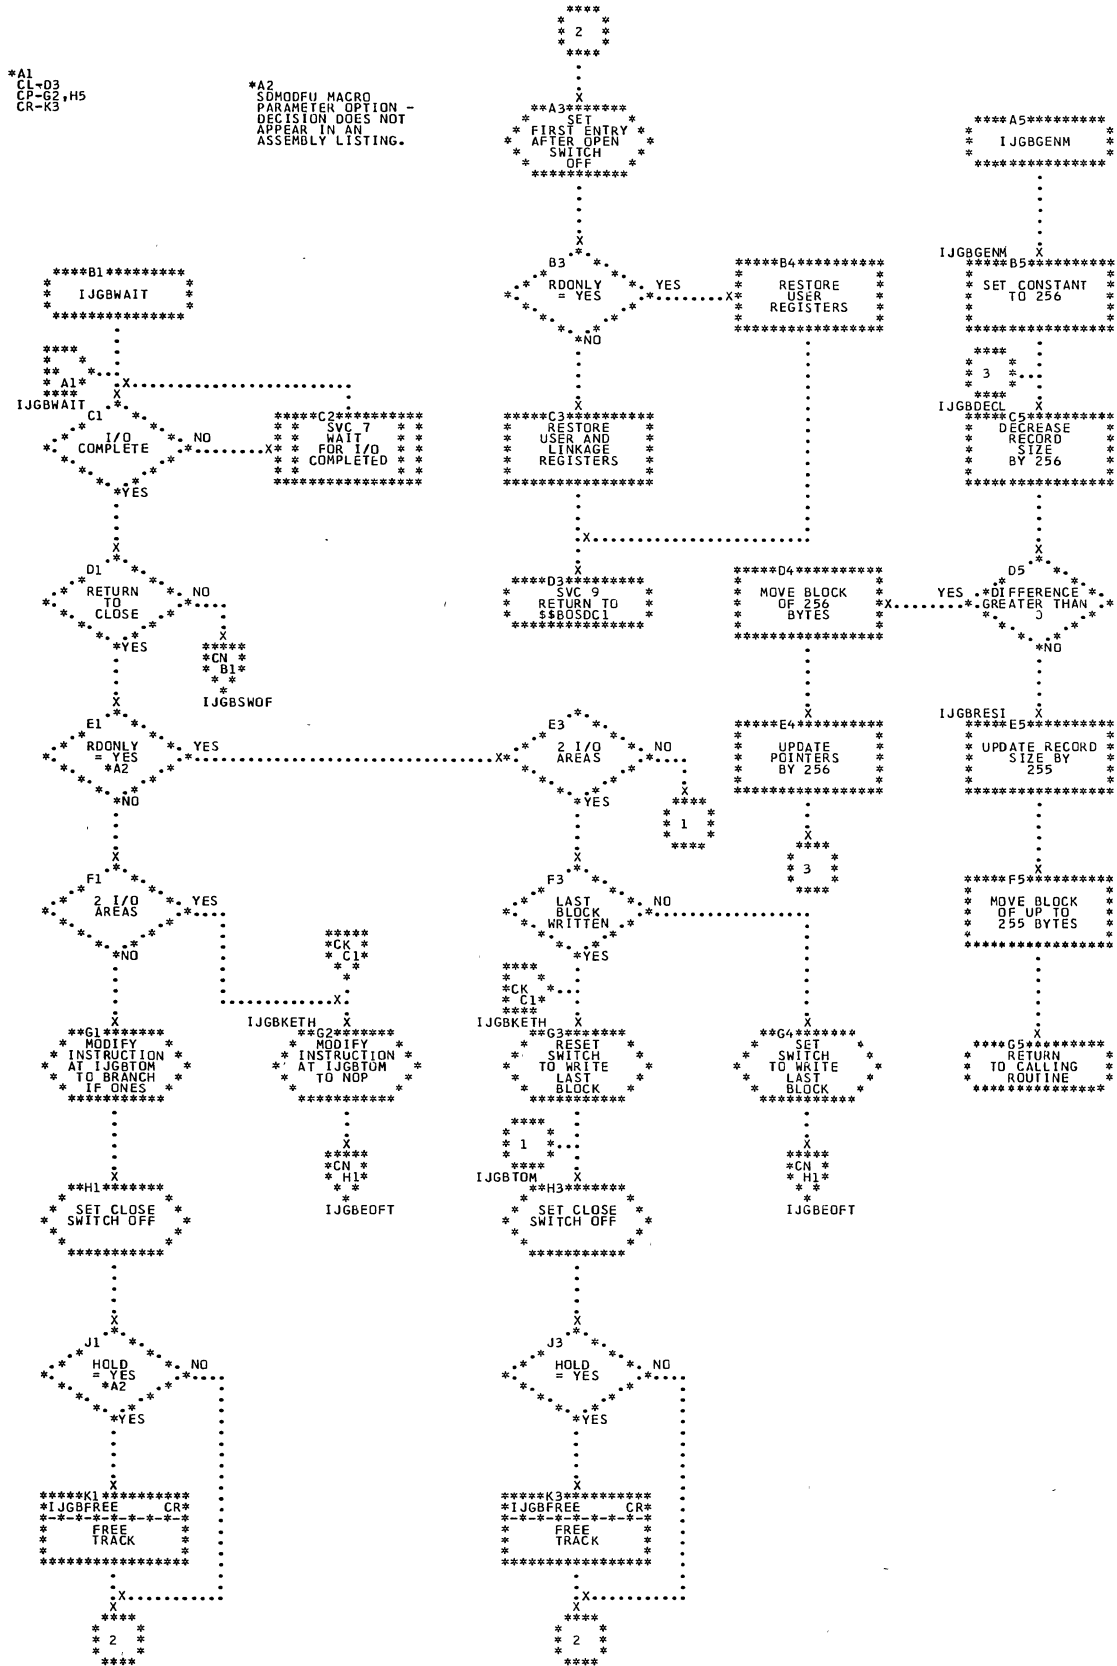 2
*A1
CL-D3
CP-G2,H5
CR-K3
*A2
SDMODFU MACRO
PARAMETER OPTION -
DECISION DOES NOT
APPEAR IN AN
ASSEMBLY LISTING.
A3
SET
FIRST ENTRY
AFTER OPEN
SWITCH
OFF
A5
IJGBGENM
B1
IJGBWAIT
B3
RDONLY
= YES
YES
NO
B4
RESTORE
USER
REGISTERS
IJGBGENM
B5
SET CONSTANT
TO 256
A1
IJGBWAIT
C1
I/O
COMPLETE
NO
YES
C2
SVC 7
WAIT
FOR I/O
COMPLETED
C3
RESTORE
USER AND
LINKAGE
REGISTERS
3
IJGBDECL
C5
DECREASE
RECORD
SIZE
BY 256
D1
RETURN
TO
CLOSE
NO
YES
CN
B1
IJGBSWOF
D3
SVC 9
RETURN TO
$$BOSDC1
D4
MOVE BLOCK
OF 256
BYTES
D5
DIFFERENCE
GREATER THAN
0
YES
NO
E1
RDONLY
= YES
*A2
YES
NO
E3
2 I/O
AREAS
NO
YES
1
E4
UPDATE
POINTERS
BY 256
3
IJGBRESI
E5
UPDATE RECORD
SIZE BY
255
F1
2 I/O
AREAS
YES
NO
CK
C1
F3
LAST
BLOCK
WRITTEN
NO
YES
F5
MOVE BLOCK
OF UP TO
255 BYTES
G1
MODIFY
INSTRUCTION
AT IJGBTOM
TO BRANCH
IF ONES
IJGBKETH
G2
MODIFY
INSTRUCTION
AT IJGBTOM
TO NOP
CK
C1
IJGBKETH
G3
RESET
SWITCH
TO WRITE
LAST
BLOCK
G4
SET
SWITCH
TO WRITE
LAST
BLOCK
G5
RETURN
TO CALLING
ROUTINE
H1
SET CLOSE
SWITCH OFF
CN
H1
IJGBEOFT
1
IJGBTOM
H3
SET CLOSE
SWITCH OFF
CN
H1
IJGBEOFT
J1
HOLD
= YES
*A2
NO
YES
J3
HOLD
= YES
NO
YES
K1
IJGBFREE CR
FREE
TRACK
2
K3
IJGBFREE CR
FREE
TRACK
2